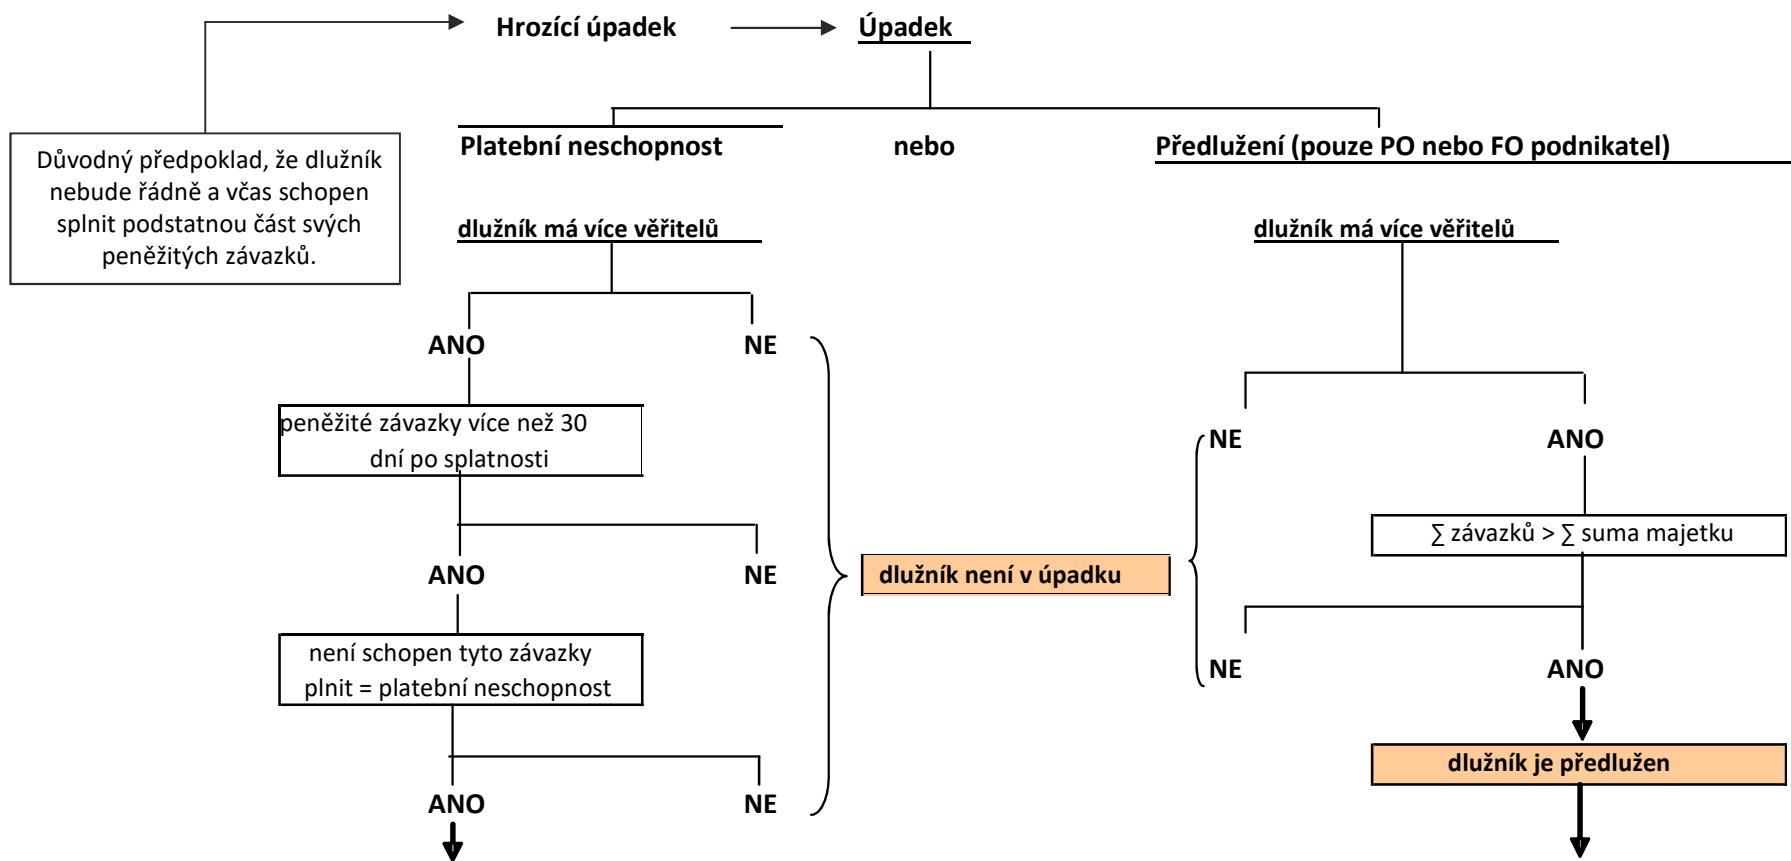 Hrozící úpadek
Úpadek
Důvodný předpoklad, že dlužník
nebude řádně a včas schopen
splnit podstatnou část svých
peněžitých závazků.
Platební neschopnost
nebo
Předlužení (pouze PO nebo FO podnikatel)
dlužník má více věřitelů
dlužník má více věřitelů
ANO
NE
peněžité závazky více než 30
dní po splatnosti
NE
ANO
∑ závazků > ∑ suma majetku
ANO
NE
dlužník není v úpadku
není schopen tyto závazky
plnit = platební neschopnost
NE
ANO
dlužník je předlužen
ANO
NE